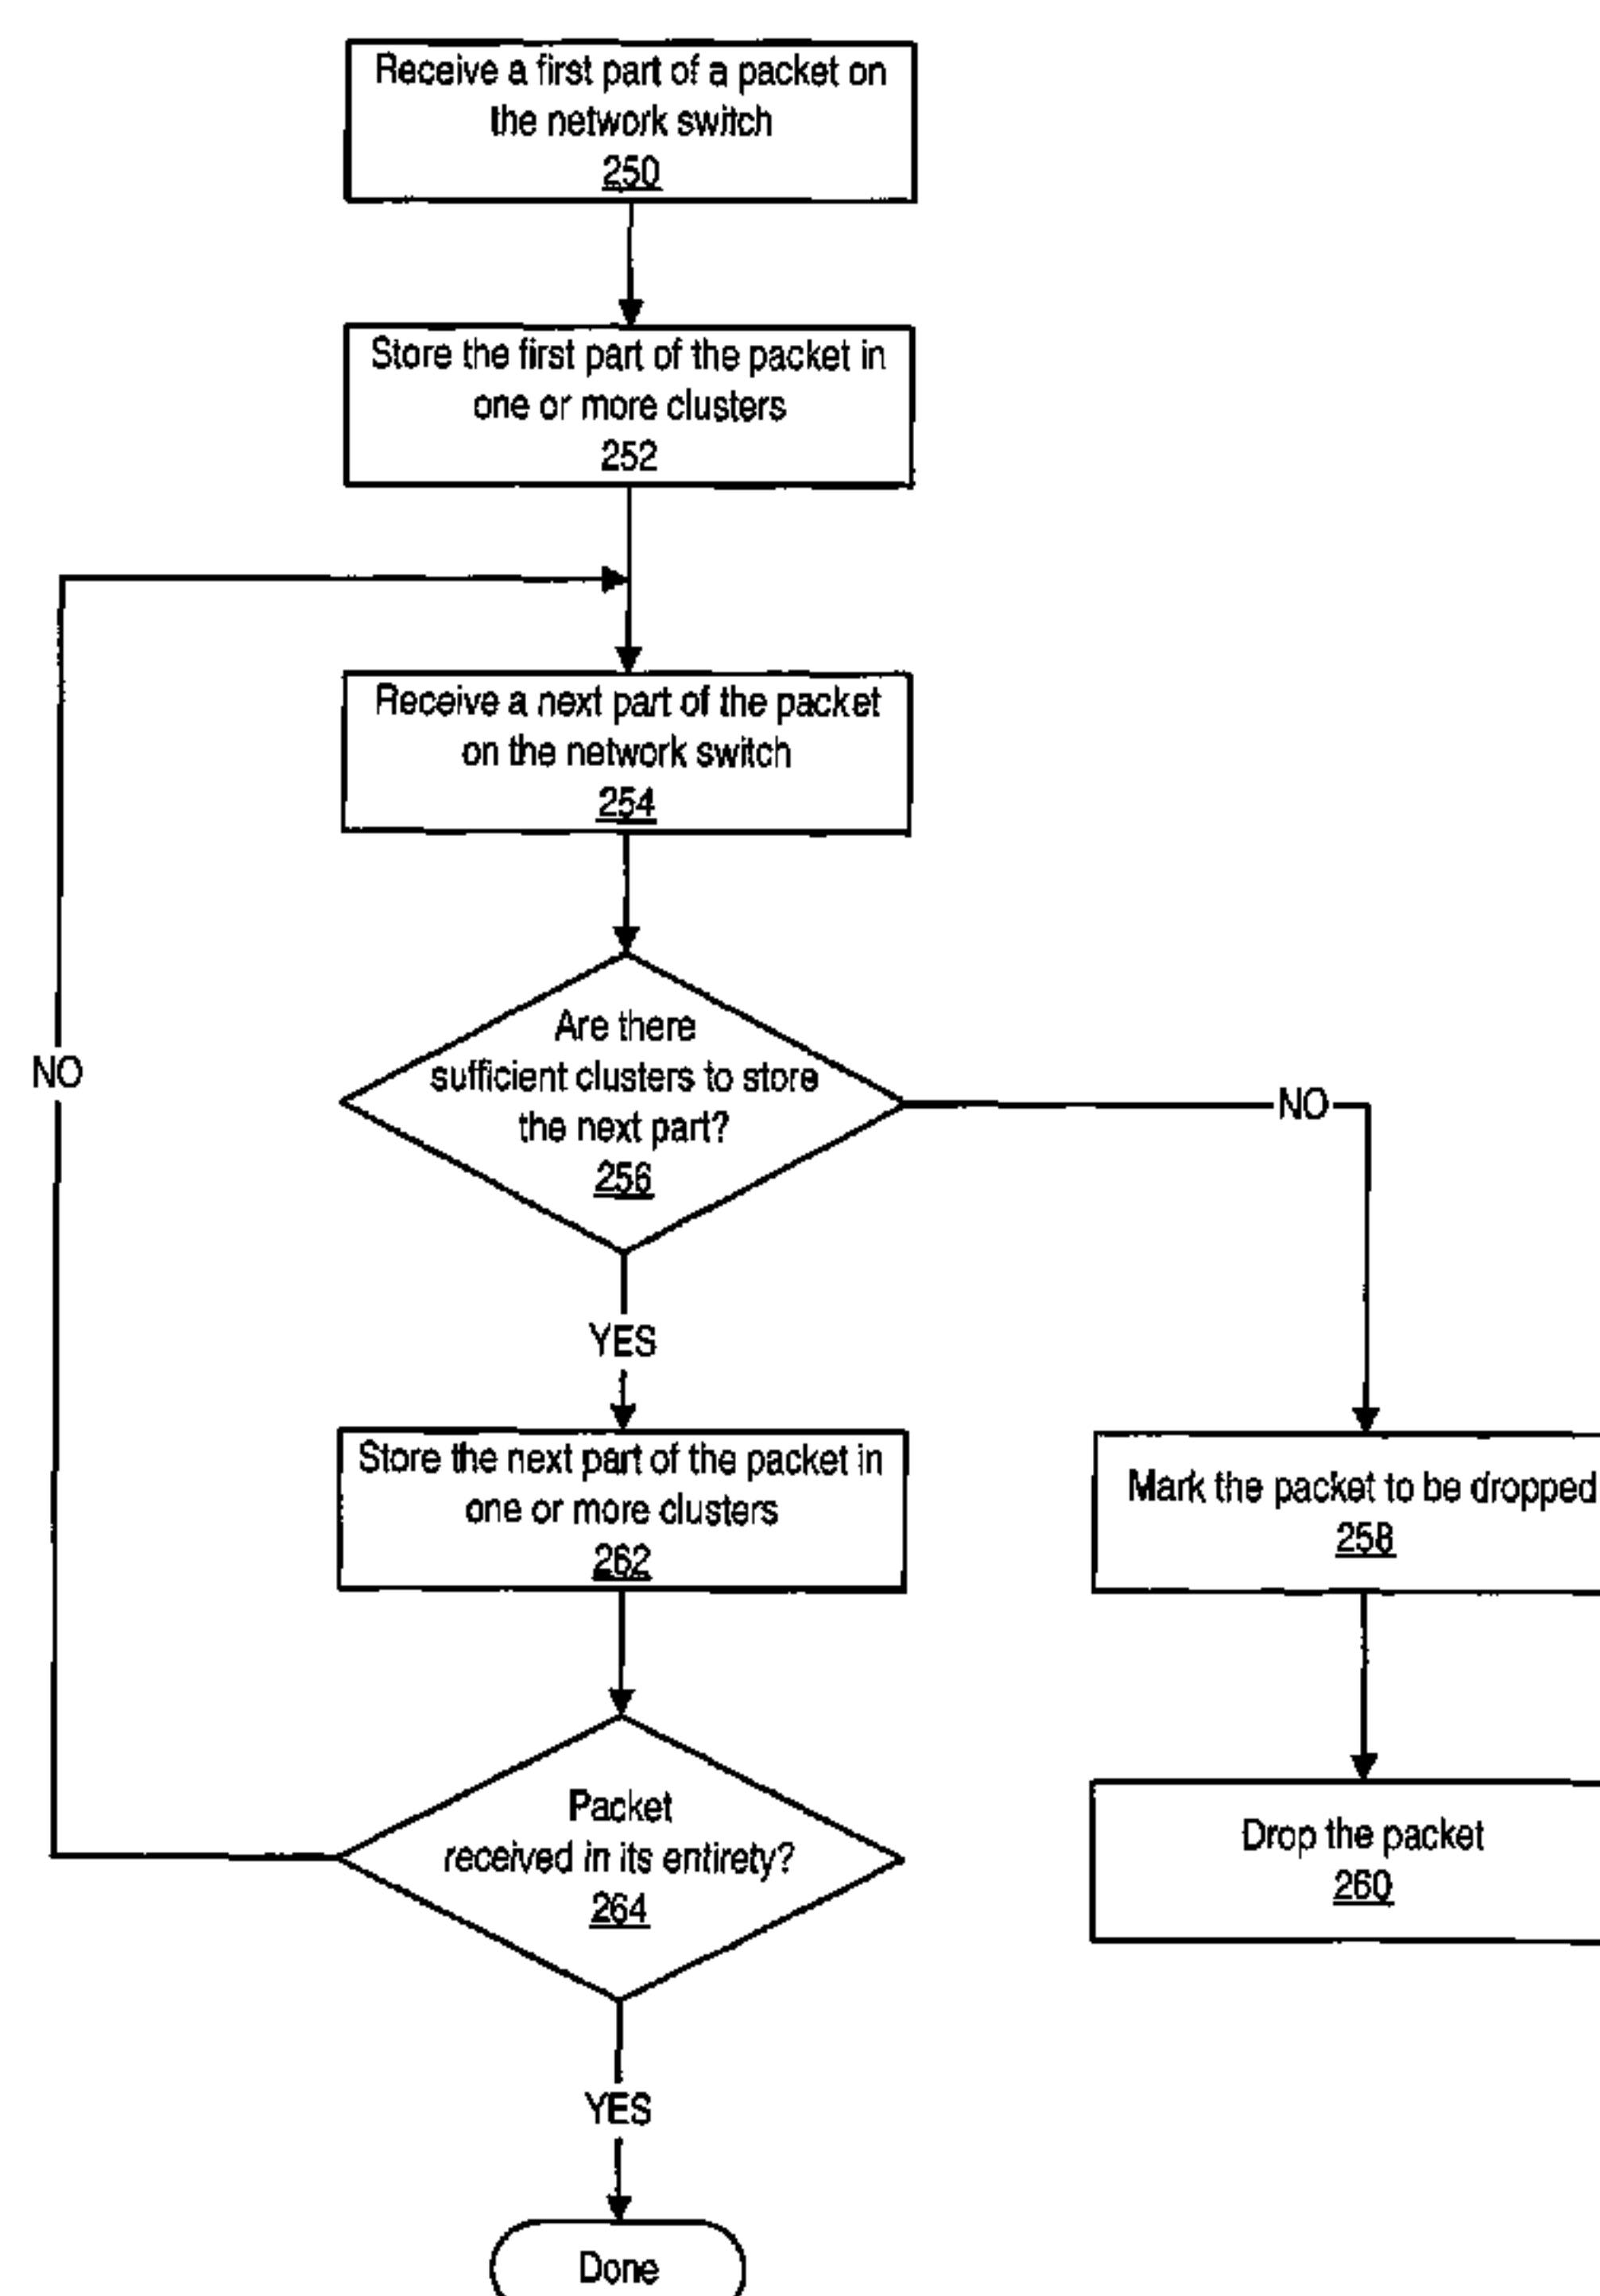 Receive a first part of a packet on
the network switch
250
Store the first part of the packet in
one or more clusters
252
Receive a next part of the packet
on the network switch
254
Are there
sufficient clusters to store
the next part?
256
NO
NO
YES
Store the next part of the packet in
one or more clusters
262
Mark the packet to be dropped
258
Packet
received in its entirety?
264
Drop the packet
260
YES
Done